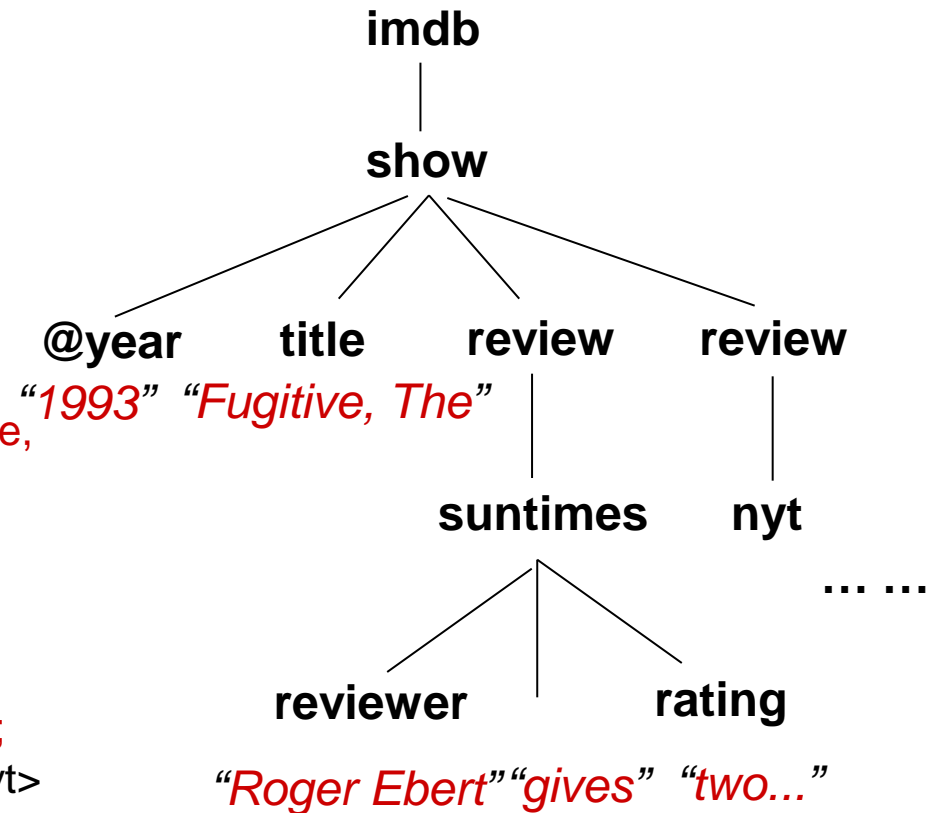 imdb
show
@year title review review
“1993” “Fugitive, The”
e,
suntimes nyt
... ...
reviewer rating
t>
“Roger Ebert” “gives” “two...”